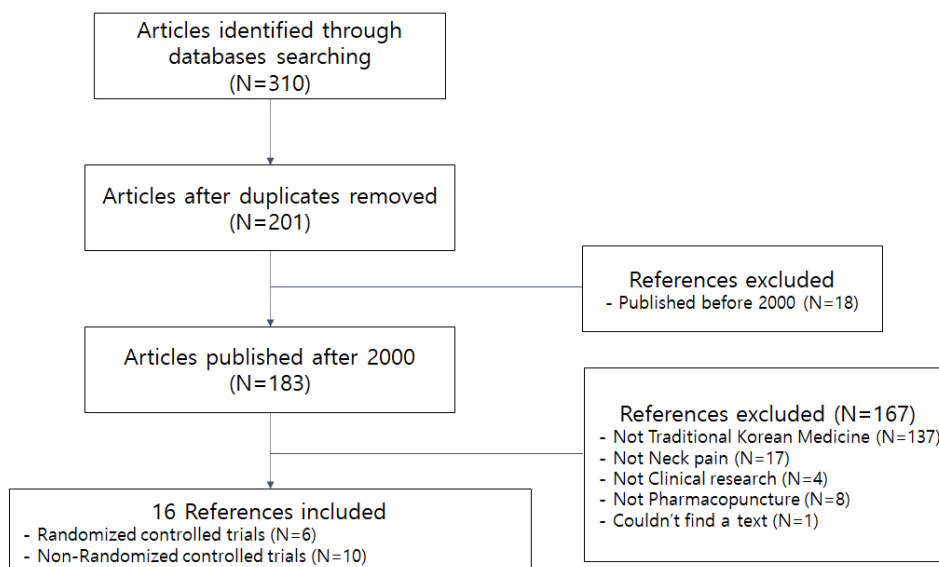 Articles identified through
databases searching
(N=310)
Articles after duplicates removed
(N=201)
References excluded
- Published before 2000 (N=18)
Articles published after 2000
(N=183)
References excluded (N=167)
- Not Traditional Korean Medicine (N=137)
- Not Neck pain (N=17)
- Not Clinical research (N=4)
- Not Pharmacopuncture (N=8)
- Couldn't find a text (N=1)
16 References included
- Randomized controlled trials (N=6)
- Non-Randomized controlled trials (N=10)